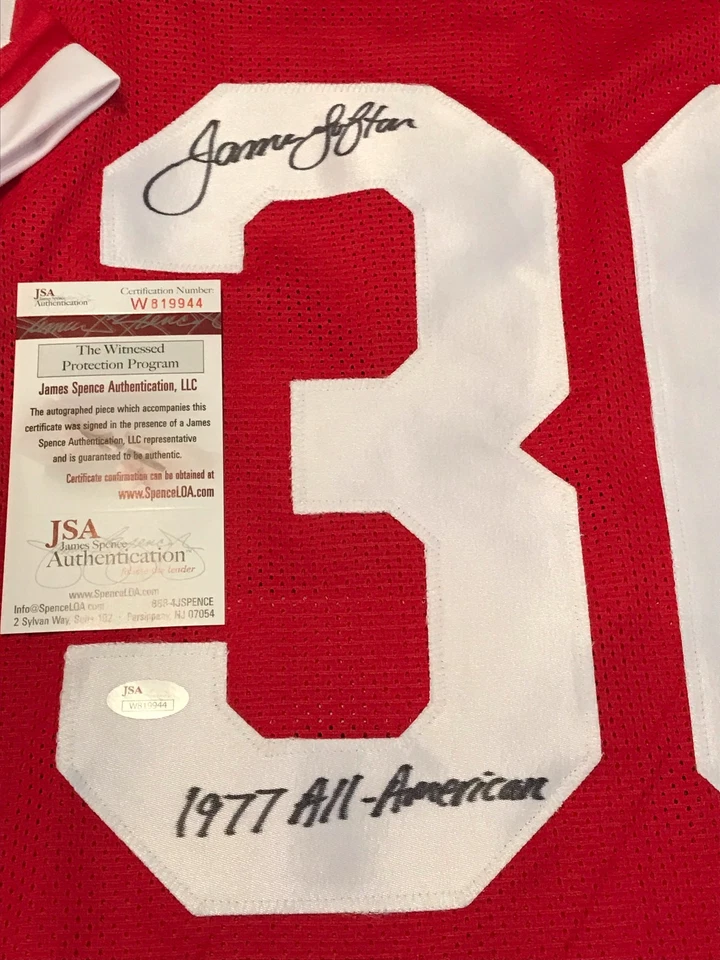 James Lofton
3
JSA
Authentication
Certification Number
W819944
The Witnessed
Protection Program
James Spence Authentication, LLC
The autographed piece which accompanies this
certificate was signed in the presence of a James
Spence Authentication, LLC representative
and is guaranteed to be authentic.
Certificate confirmation can be obtained at
www.SpenceLOA.com
JSA
James Spence
Authentication
leader
www.SpenceLOA.com
Info@SpenceLOA.com 888-4JSPENCE
2 Sylvan Way, Suite 102 · Parsippany, NJ 07054
JSA
W819944
1977 All-American